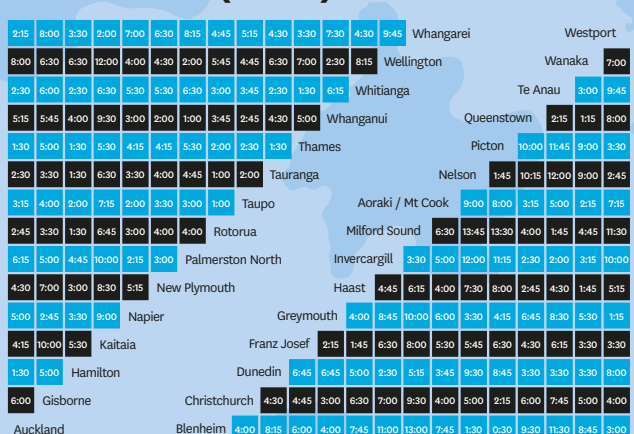 2:15 8:00 3:30 2:00 7:00 6:30 8:15 4:45 5:15 4:30 3:30 7:30 4:30 9:45 Whangarei Westport
8:00 6:30 6:30 12:00 4:00 4:30 2:00 5:45 4:45 6:30 7:00 2:30 8:15 Wellington Wanaka 7:00
2:30 6:00 2:30 6:30 5:30 5:30 6:30 3:00 3:45 2:30 1:30 6:15 Whitianga Te Anau 3:00 9:45
5:15 5:45 4:00 9:30 3:00 2:00 1:00 3:45 2:45 4:30 5:00 Whanganui Queenstown 2:15 1:15 8:00
1:30 5:00 1:30 5:30 4:15 4:15 5:30 2:00 2:30 1:30 Thames Picton 10:00 11:45 9:00 3:30
2:30 3:30 1:30 6:30 3:30 4:00 4:45 1:00 2:00 Tauranga Nelson 1:45 10:15 12:00 9:00 2:45
3:15 4:00 2:00 7:15 2:00 3:30 3:00 1:00 Taupo Aoraki / Mt Cook 9:00 8:00 3:15 5:00 2:15 7:15
2:45 3:30 1:30 6:45 3:00 4:00 4:00 Rotorua Milford Sound 6:30 13:45 13:30 4:00 1:45 4:45 11:30
6:15 5:00 4:45 10:00 2:15 3:00 Palmerston North Invercargill 3:30 5:00 12:00 11:15 2:30 2:00 3:15 10:00
4:30 7:00 3:00 8:30 5:15 New Plymouth Haast 4:45 6:15 4:00 7:30 8:00 2:45 4:30 1:45 5:15
5:00 2:45 3:30 9:00 Napier Greymouth 4:00 8:45 10:00 6:00 3:30 4:15 6:45 8:30 5:30 1:15
4:15 10:00 5:30 Kaitaia Franz Josef 2:15 1:45 6:30 8:00 5:30 5:45 6:30 4:30 6:15 3:30 3:30
1:30 5:00 Hamilton Dunedin 6:45 6:45 5:00 2:30 5:15 3:45 9:30 8:45 3:30 3:30 3:30 8:00
6:00 Gisborne Christchurch 4:30 4:45 3:00 6:30 7:00 9:30 4:00 5:00 2:15 6:00 7:45 5:00 4:00
Auckland Blenheim 4:00 8:15 6:00 4:00 7:45 11:00 13:00 7:45 1:30 0:30 9:30 11:30 8:45 3:00